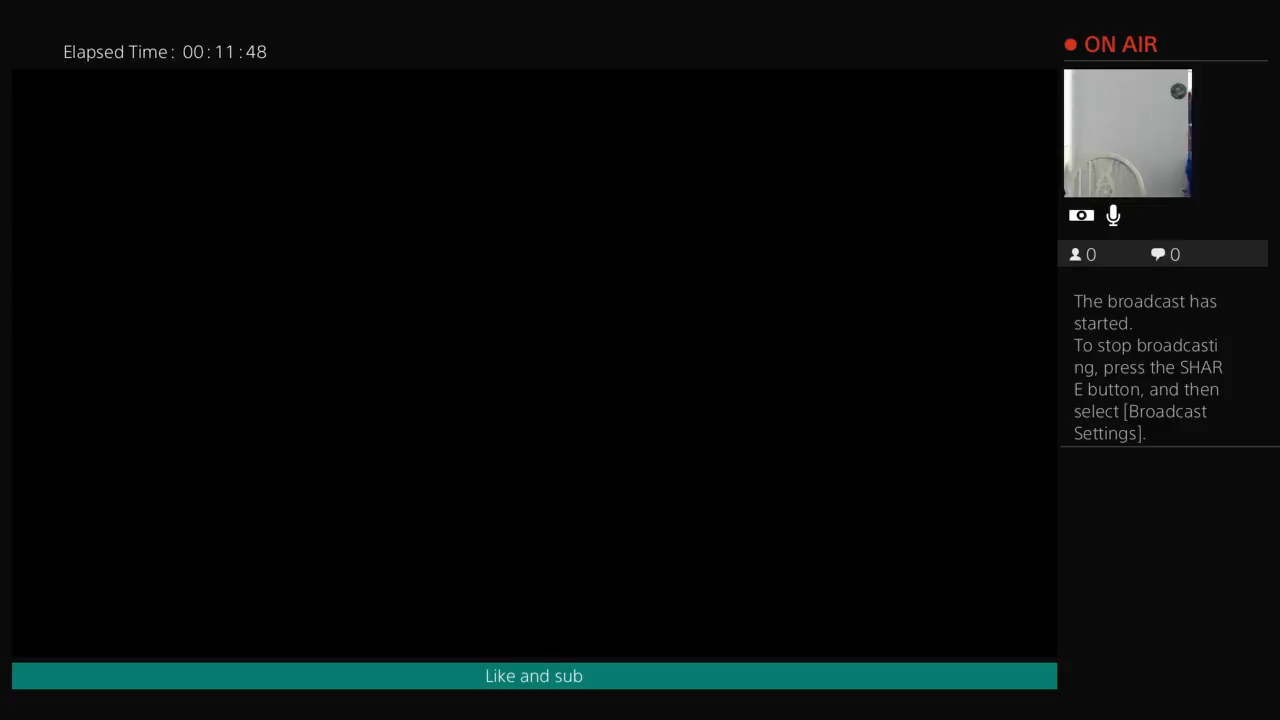 Elapsed Time: 00:11:48
ON AIR
0 0
The broadcast has
started.
To stop broadcasti
ng, press the SHAR
E button, and then
select [Broadcast
Settings].
Like and sub